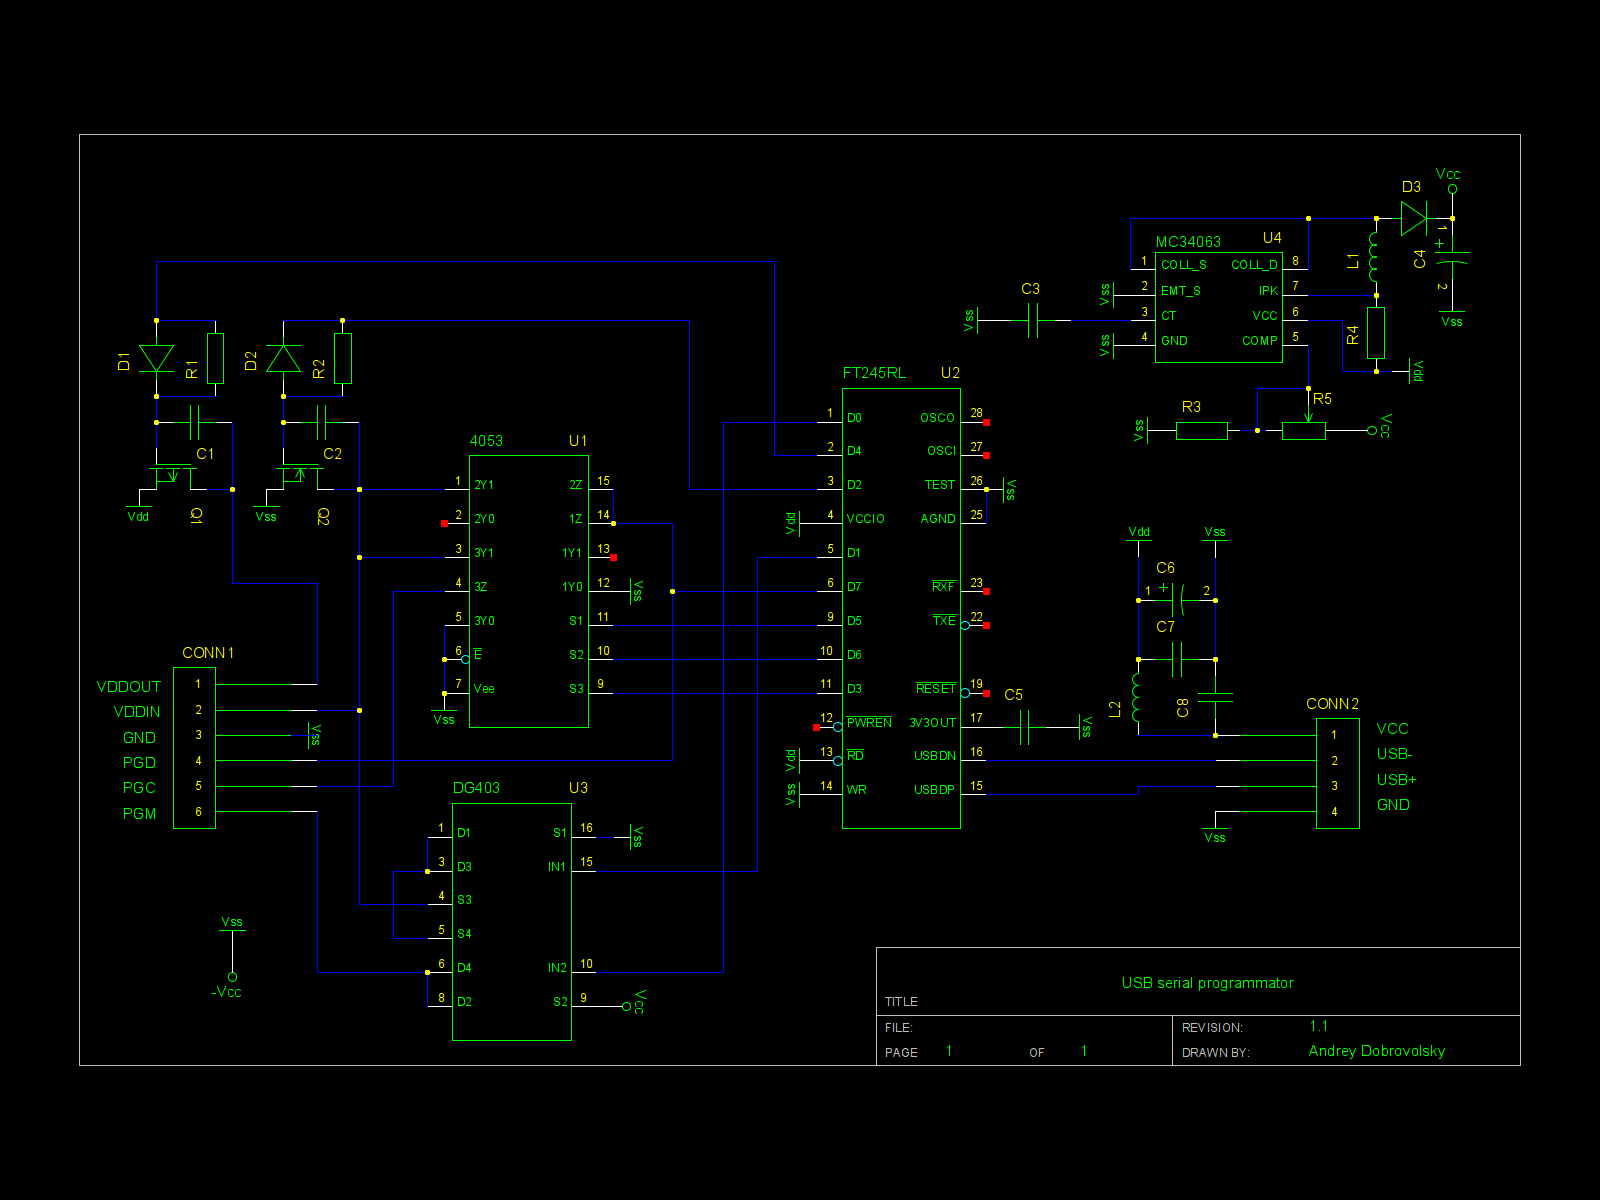 Vcc
D3
MC34063 U4
1 COLL_S COLL_D 8
2 EMT_S IPK 7
3 CT VCC 6
4 GND COMP 5
Vss
Vss
L1
C4
1
+
2
Vss
R4
Vdd
C3
Vss
R3
R5
Vss
Vcc
D1
R1
D2
R2
C1
C2
Vdd
Q1
Vss
Q2
4053 U1
1 2Y1 2Z 15
2 2Y0 1Z 14
3 3Y1 1Y1 13
4 3Z 1Y0 12
5 3Y0 S1 11
6 E S2 10
7 Vee S3 9
Vss
Vss
FT245RL U2
1 D0 OSCO 28
2 D4 OSCI 27
3 D2 TEST 26
4 VCCIO AGND 25
5 D1
6 D7 RXF 23
9 D5 TXE 22
10 D6
11 D3 RESET 19
12 PWREN 3V3OUT 17
13 RD USBDN 16
14 WR USBDP 15
Vdd
Vdd
Vss
Vss
C5
Vss
Vdd Vss
C6
1 + 2
C7
L2
C8
CONN2
1 VCC
2 USB-
3 USB+
4 GND
Vss
CONN1
VDDOUT 1
VDDIN 2
GND 3
PGD 4
PGC 5
PGM 6
Vss
DG403 U3
1 D1 S1 16
3 D3 IN1 15
4 S3
5 S4
6 D4 IN2 10
8 D2 S2 9
Vss
Vcc
Vss
-Vcc
USB serial programmator
TITLE
FILE: REVISION: 1.1
PAGE 1 OF 1 DRAWN BY: Andrey Dobrovolsky